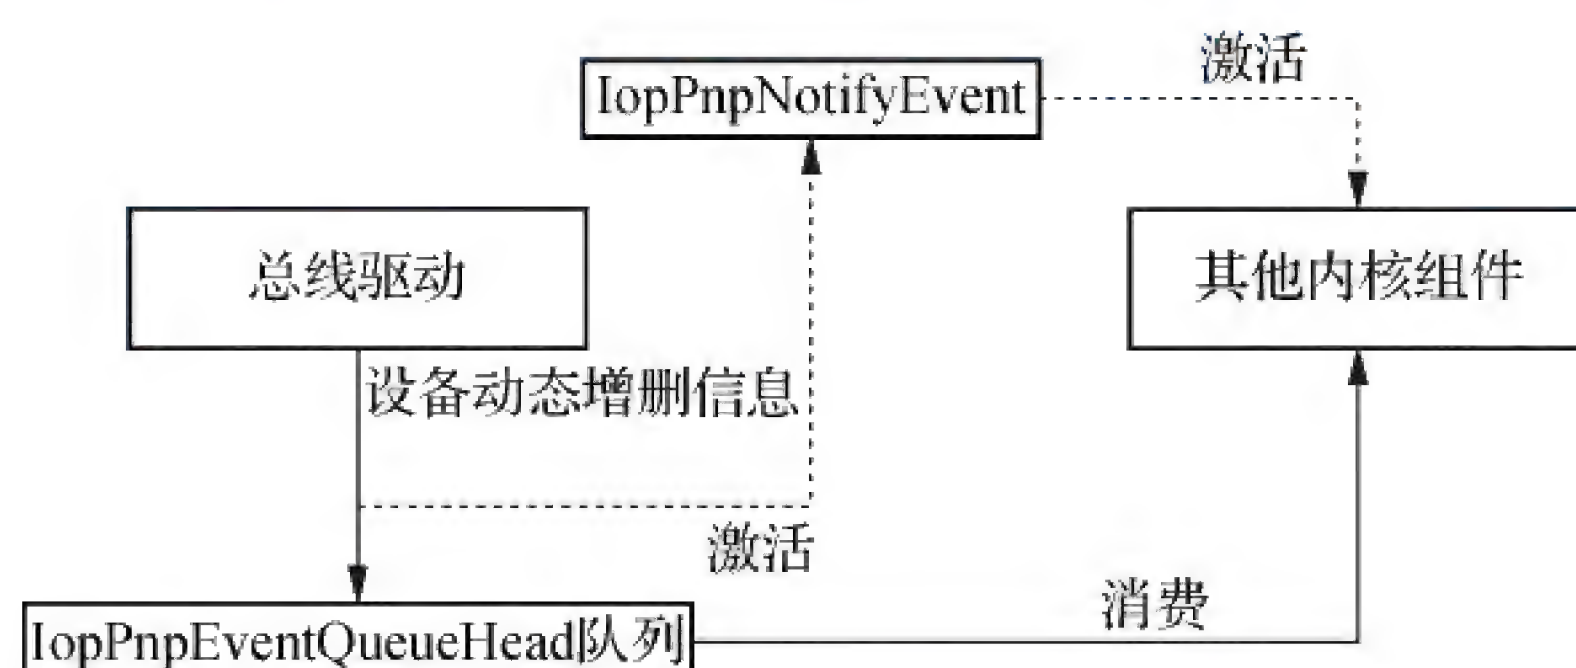 激活
IopPnpNotifyEvent
总线驱动
其他内核组件
设备动态增删信息
激活
消费
IopPnpEventQueueHead队列